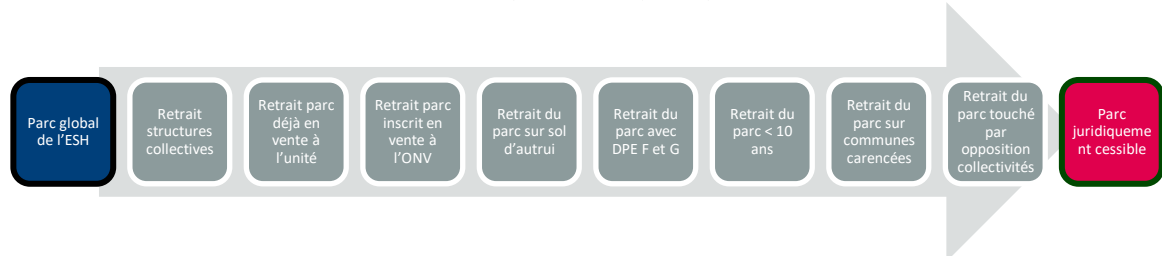 Parc global
de l'ESH
Retrait
structures
collectives
Retrait parc
déjà en
vente à
l'unité
Retrait parc
inscrit en
vente à
l'ONV
Retrait du
parc sur sol
d'autrui
Retrait du
parc avec
DPE F et G
Retrait du
parc < 10
ans
Retrait du
parc sur
communes
carencées
Retrait du
parc touché
par
opposition
collectivités
Parc
juridiqueme
nt cessible